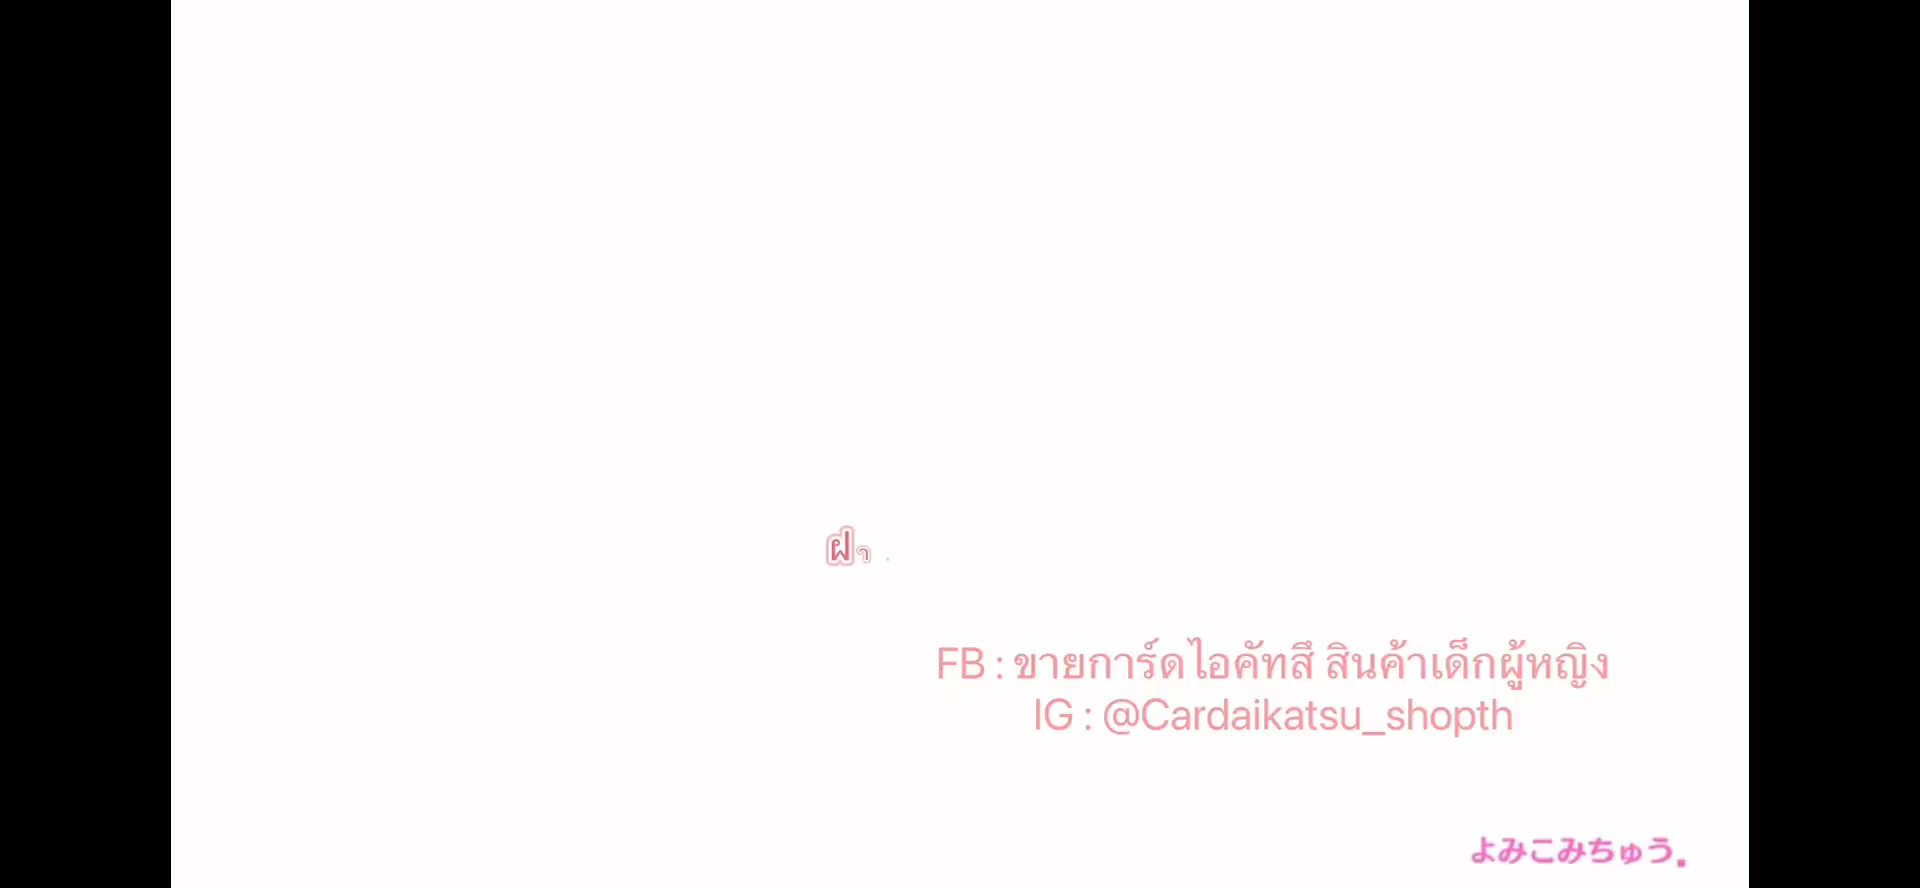 ฝา
FB : ขายการ์ดไอคัทสึ สินค้าเด็กผู้หญิง
IG : @Cardaikatsu_shopth
よみこみちゅう.